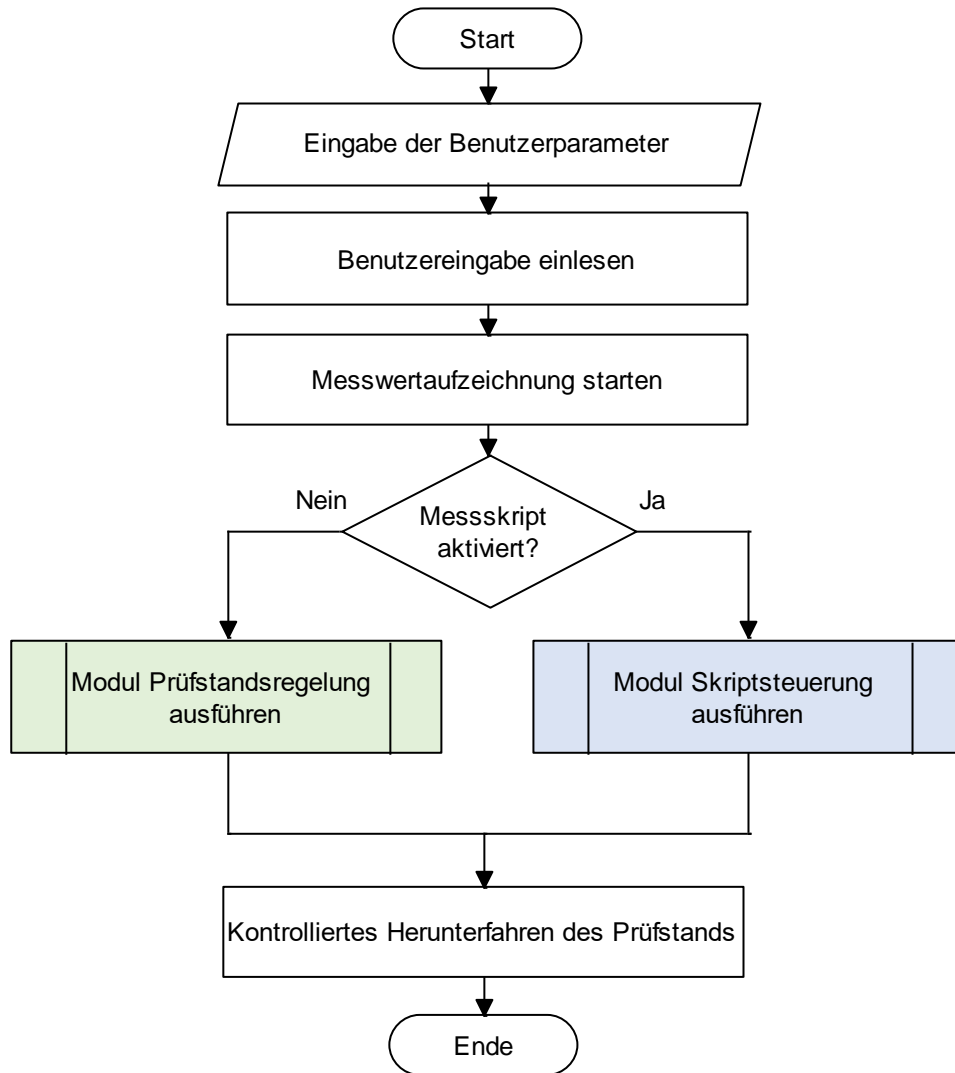 Start
Eingabe der Benutzerparameter
Benutzereingabe einlesen
Messwertaufzeichnung starten
Nein
Ja
Messskript
aktiviert?
Modul Prüfstandsregelung
ausführen
Modul Skriptsteuerung
ausführen
Kontrolliertes Herunterfahren des Prüfstands
Ende